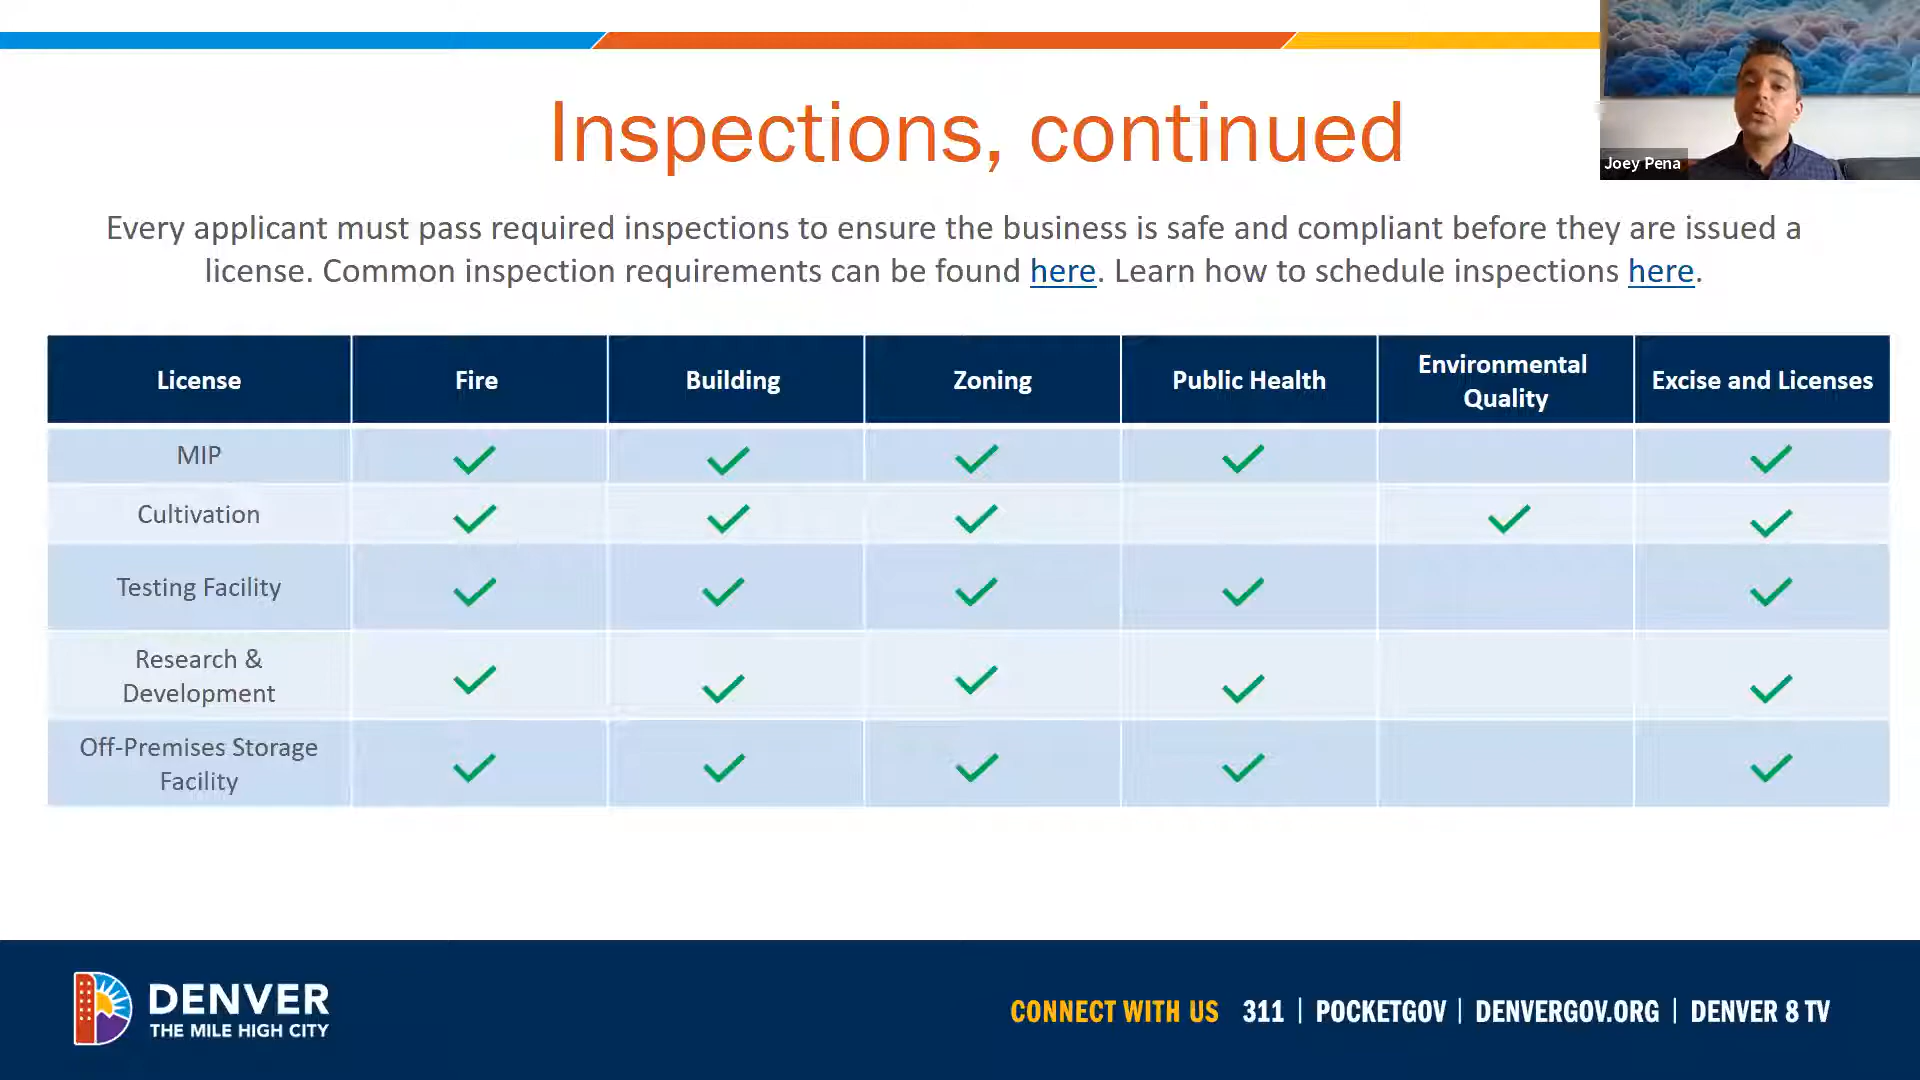 Inspections, continued
Joey Pena
Every applicant must pass required inspections to ensure the business is safe and compliant before they are issued a
license. Common inspection requirements can be found here. Learn how to schedule inspections here.
License Fire Building Zoning Public Health Environmental Quality Excise and Licenses
MIP ✓ ✓ ✓ ✓ ✓
Cultivation ✓ ✓ ✓ ✓ ✓
Testing Facility ✓ ✓ ✓ ✓ ✓
Research &
Development ✓ ✓ ✓ ✓ ✓
Off-Premises Storage
Facility ✓ ✓ ✓ ✓ ✓
DENVER
THE MILE HIGH CITY
CONNECT WITH US 311 | POCKETGOV | DENVERGOV.ORG | DENVER 8 TV